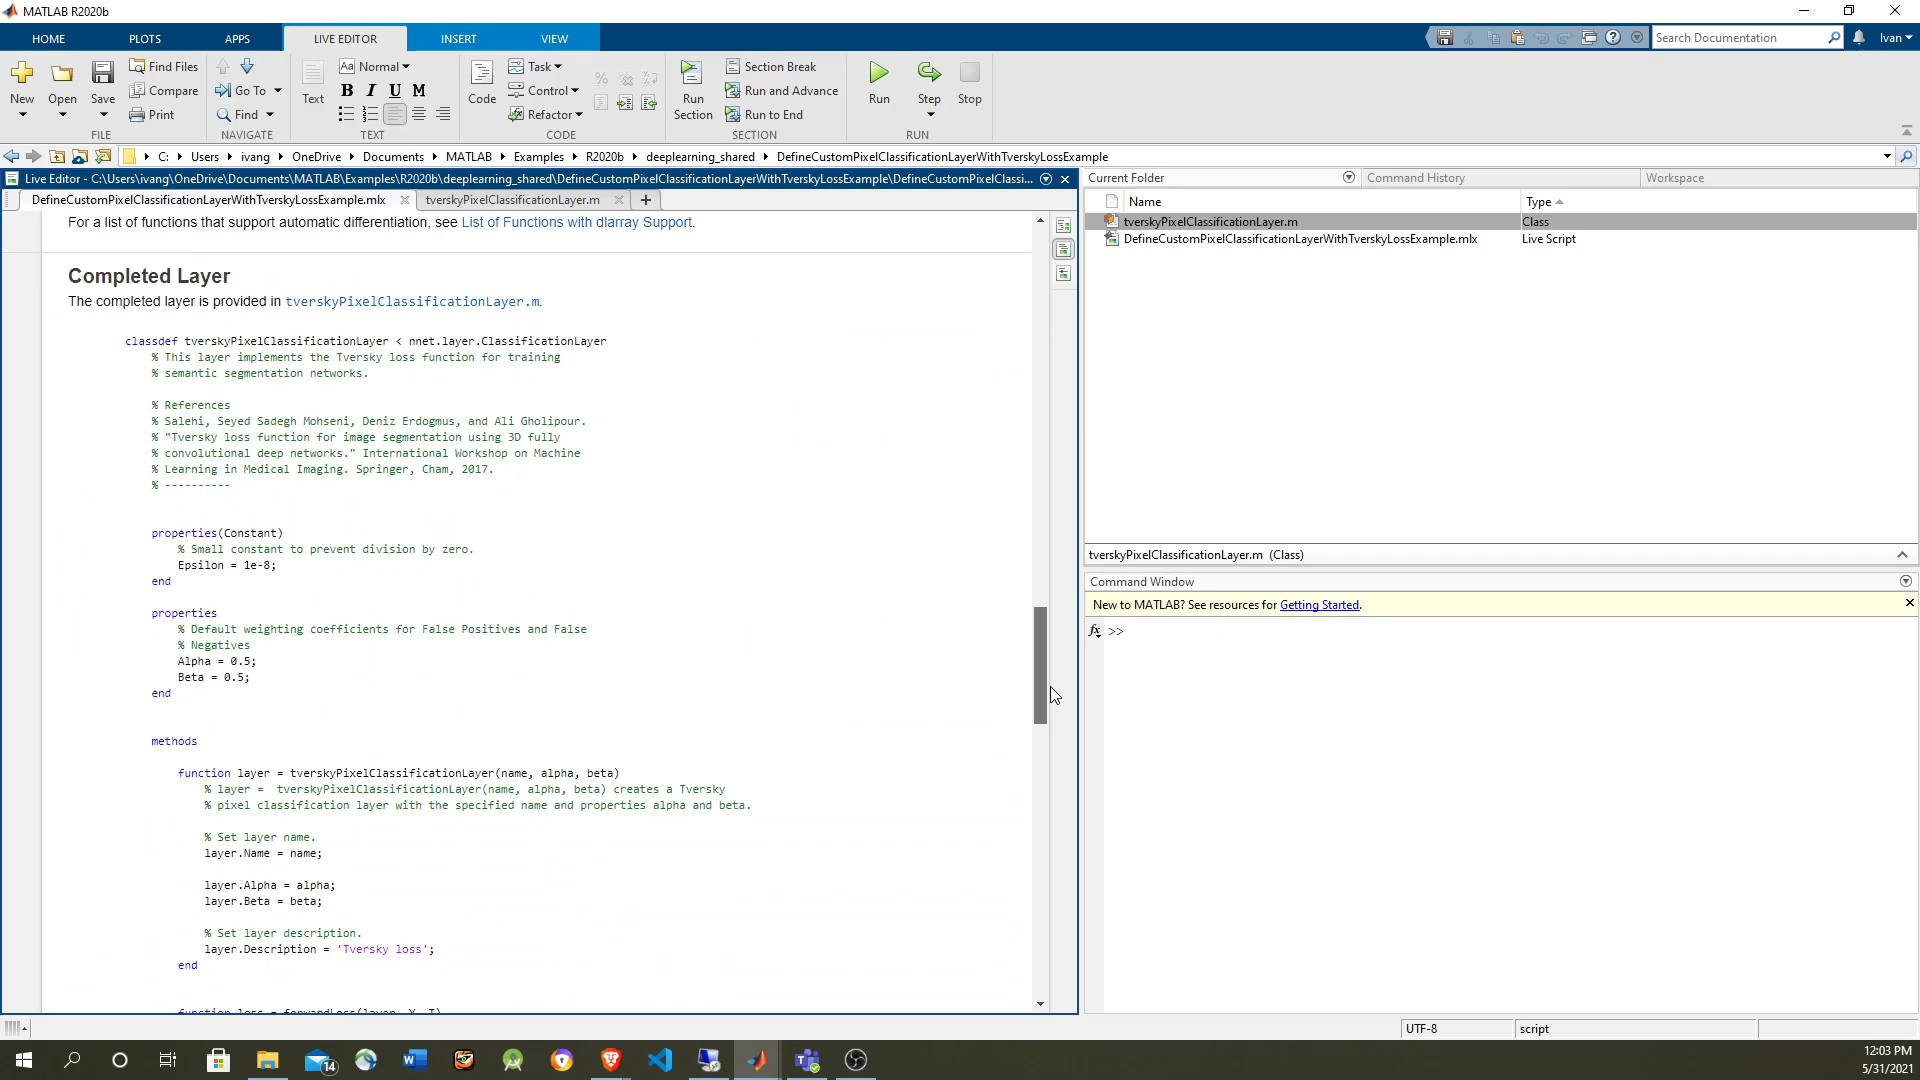 MATLAB R2020b
HOME PLOTS APPS LIVE EDITOR INSERT VIEW
Search Documentation
Ivan
New
Open
Save
Find Files
Compare
Print
FILE
Go To
Find
NAVIGATE
Text
Aa Normal
B I U M
TEXT
Code
Task
Control
Refactor
CODE
Run Section
Section Break
Run and Advance
Run to End
SECTION
Run
Step
Stop
RUN
C: Users ivang OneDrive Documents MATLAB Examples R2020b deeplearning_shared DefineCustomPixelClassificationLayerWithTverskyLossExample
Live Editor - C:\Users\ivang\OneDrive\Documents\MATLAB\Examples\R2020b\deeplearning_shared\DefineCustomPixelClassificationLayerWithTverskyLossExample\DefineCustomPixelClassi...
DefineCustomPixelClassificationLayerWithTverskyLossExample.mlx tverskyPixelClassificationLayer.m +
For a list of functions that support automatic differentiation, see List of Functions with dlarray Support.
Completed Layer
The completed layer is provided in tverskyPixelClassificationLayer.m.
classdef tverskyPixelClassificationLayer < nnet.layer.ClassificationLayer
% This layer implements the Tversky loss function for training
% semantic segmentation networks.
% References
% Salehi, Seyed Sadegh Mohseni, Deniz Erdogmus, and Ali Gholipour.
% "Tversky loss function for image segmentation using 3D fully
% convolutional deep networks." International Workshop on Machine
% Learning in Medical Imaging. Springer, Cham, 2017.
% ----------
properties(Constant)
% Small constant to prevent division by zero.
Epsilon = 1e-8;
end
properties
% Default weighting coefficients for False Positives and False
% Negatives
Alpha = 0.5;
Beta = 0.5;
end
methods
function layer = tverskyPixelClassificationLayer(name, alpha, beta)
% layer =  tverskyPixelClassificationLayer(name, alpha, beta) creates a Tversky
% pixel classification layer with the specified name and properties alpha and beta.
% Set layer name.
layer.Name = name;
layer.Alpha = alpha;
layer.Beta = beta;
% Set layer description.
layer.Description = 'Tversky loss';
end
function loss = forwardLoss(layer, Y, T)
Current Folder
Command History
Workspace
Name Type
tverskyPixelClassificationLayer.m Class
DefineCustomPixelClassificationLayerWithTverskyLossExample.mlx Live Script
tverskyPixelClassificationLayer.m (Class)
Command Window
New to MATLAB? See resources for Getting Started.
fx >>
UTF-8
script
14
12:03 PM
5/31/2021